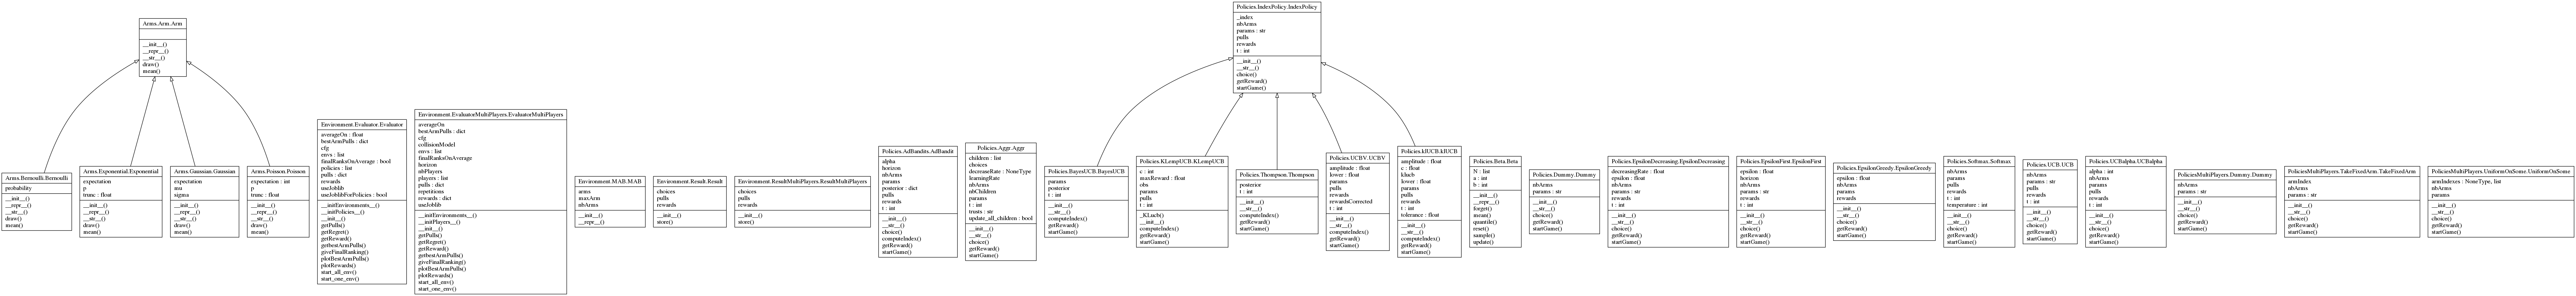 Arms.Arm.Arm
__init__()
__repr__()
__str__()
draw()
mean()
Policies.IndexPolicy.IndexPolicy
_index
nbArms
params : str
pulls
rewards
t : int
__init__()
__str__()
choice()
getReward()
startGame()
Arms.Bernoulli.Bernoulli
probability
__init__()
__repr__()
__str__()
draw()
mean()
Arms.Exponential.Exponential
expectation
p
trunc : float
__init__()
__repr__()
__str__()
draw()
mean()
Arms.Gaussian.Gaussian
expectation
mu
sigma
__init__()
__repr__()
__str__()
draw()
mean()
Arms.Poisson.Poisson
expectation : int
p
trunc : float
__init__()
__repr__()
__str__()
draw()
mean()
Environment.Evaluator.Evaluator
averageOn : float
bestArmPulls : dict
cfg
envs : list
finalRanksOnAverage : bool
policies : list
pulls : dict
repetitions
rewards
useJoblib
useJoblibForPolicies : bool
__initEnvironments__()
__initPolicies__()
__init__()
getPulls()
getRegret()
getReward()
getbestArmPulls()
giveFinalRanking()
plotBestArmPulls()
plotRewards()
start_all_env()
start_one_env()
Environment.EvaluatorMultiPlayers.EvaluatorMultiPlayers
averageOn
bestArmPulls : dict
cfg
collisionModel
envs : list
finalRanksOnAverage
horizon
nbPlayers
players : list
pulls : dict
repetitions
rewards : dict
useJoblib
__initEnvironments__()
__initPlayers__()
__init__()
getPulls()
getRegret()
getReward()
getbestArmPulls()
giveFinalRanking()
plotBestArmPulls()
plotRewards()
start_all_env()
start_one_env()
Environment.MAB.MAB
arms
maxArm
nbArms
__init__()
__repr__()
Environment.Result.Result
choices
pulls
rewards
__init__()
store()
Environment.ResultMultiPlayers.ResultMultiPlayers
choices
pulls
rewards
__init__()
store()
Policies.AdBandits.AdBandit
alpha
horizon
nbArms
params
posterior : dict
pulls
rewards
t : int
__init__()
__str__()
choice()
computeIndex()
getReward()
startGame()
Policies.Aggr.Aggr
children : list
choices
decreaseRate : NoneType
learningRate
nbArms
nbChildren
params
t : int
trusts : str
update_all_children : bool
__init__()
__str__()
choice()
getReward()
startGame()
Policies.BayesUCB.BayesUCB
params
posterior
t : int
__init__()
__str__()
computeIndex()
getReward()
startGame()
Policies.KLempUCB.KLempUCB
c : int
maxReward : float
obs
params
pulls
t : int
_KLucb()
__init__()
computeIndex()
getReward()
startGame()
Policies.Thompson.Thompson
posterior
t : int
__init__()
__str__()
computeIndex()
getReward()
startGame()
Policies.UCBV.UCBV
amplitude : float
lower : float
params
pulls
rewards
rewardsCorrected
t : int
__init__()
__str__()
computeIndex()
getReward()
startGame()
Policies.klUCB.klUCB
amplitude : float
c : float
klucb
lower : float
params
pulls
rewards
t : int
tolerance : float
__init__()
__str__()
computeIndex()
getReward()
startGame()
Policies.Beta.Beta
N : list
a : int
b : int
__init__()
__repr__()
forget()
mean()
quantile()
reset()
sample()
update()
Policies.Dummy.Dummy
nbArms
params : str
__init__()
__str__()
choice()
getReward()
startGame()
Policies.EpsilonDecreasing.EpsilonDecreasing
decreasingRate : float
epsilon : float
nbArms
params : str
rewards
t : int
__init__()
__str__()
choice()
getReward()
startGame()
Policies.EpsilonFirst.EpsilonFirst
epsilon : float
horizon
nbArms
params : str
rewards
t : int
__init__()
__str__()
choice()
getReward()
startGame()
Policies.EpsilonGreedy.EpsilonGreedy
epsilon : float
nbArms
rewards
__init__()
__str__()
choice()
getReward()
startGame()
Policies.Softmax.Softmax
nbArms
params
pulls
rewards
t : int
temperature : int
__init__()
__str__()
choice()
getReward()
startGame()
Policies.UCB.UCB
nbArms
params : str
pulls
rewards
t : int
__init__()
__str__()
choice()
getReward()
startGame()
Policies.UCBalpha.UCBalpha
alpha : int
nbArms
params
pulls
rewards
t : int
__init__()
__str__()
choice()
getReward()
startGame()
PoliciesMultiPlayers.Dummy.Dummy
nbArms
params : str
__init__()
__str__()
choice()
getReward()
startGame()
PoliciesMultiPlayers.TakeFixedArm.TakeFixedArm
armIndex
nbArms
params : str
__init__()
__str__()
choice()
getReward()
startGame()
PoliciesMultiPlayers.UniformOnSome.UniformOnSome
armIndexes : NoneType, list
nbArms
params : str
__init__()
__str__()
choice()
getReward()
startGame()